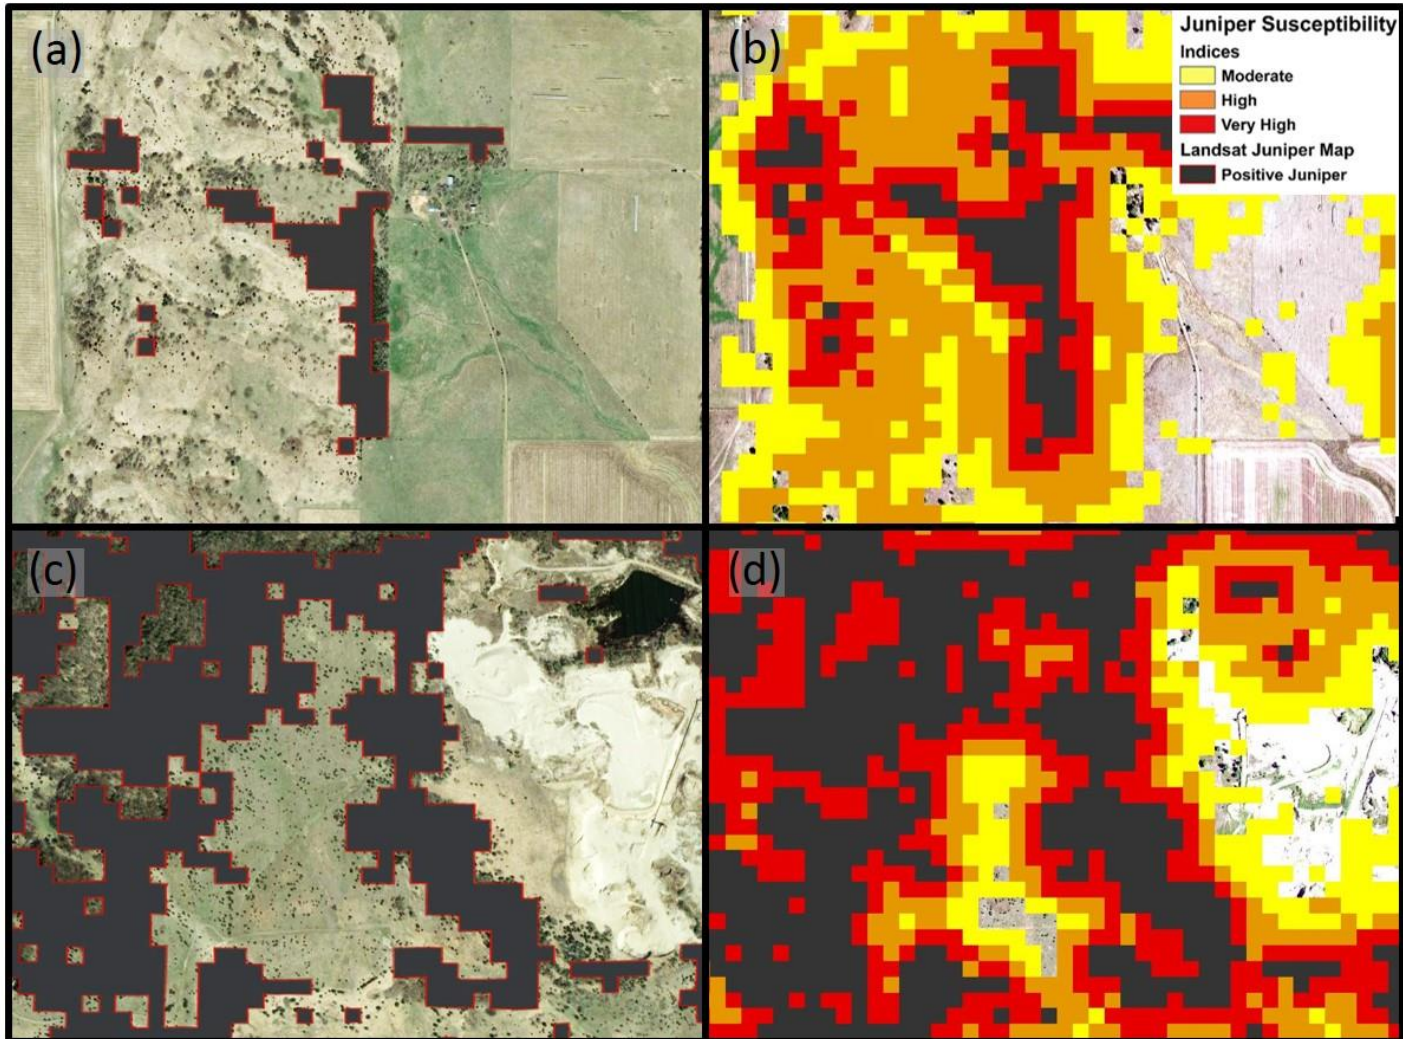 (a)
(b)
Juniper Susceptibility
Indices
Moderate
High
Very High
Landsat Juniper Map
Positive Juniper
(c)
(d)